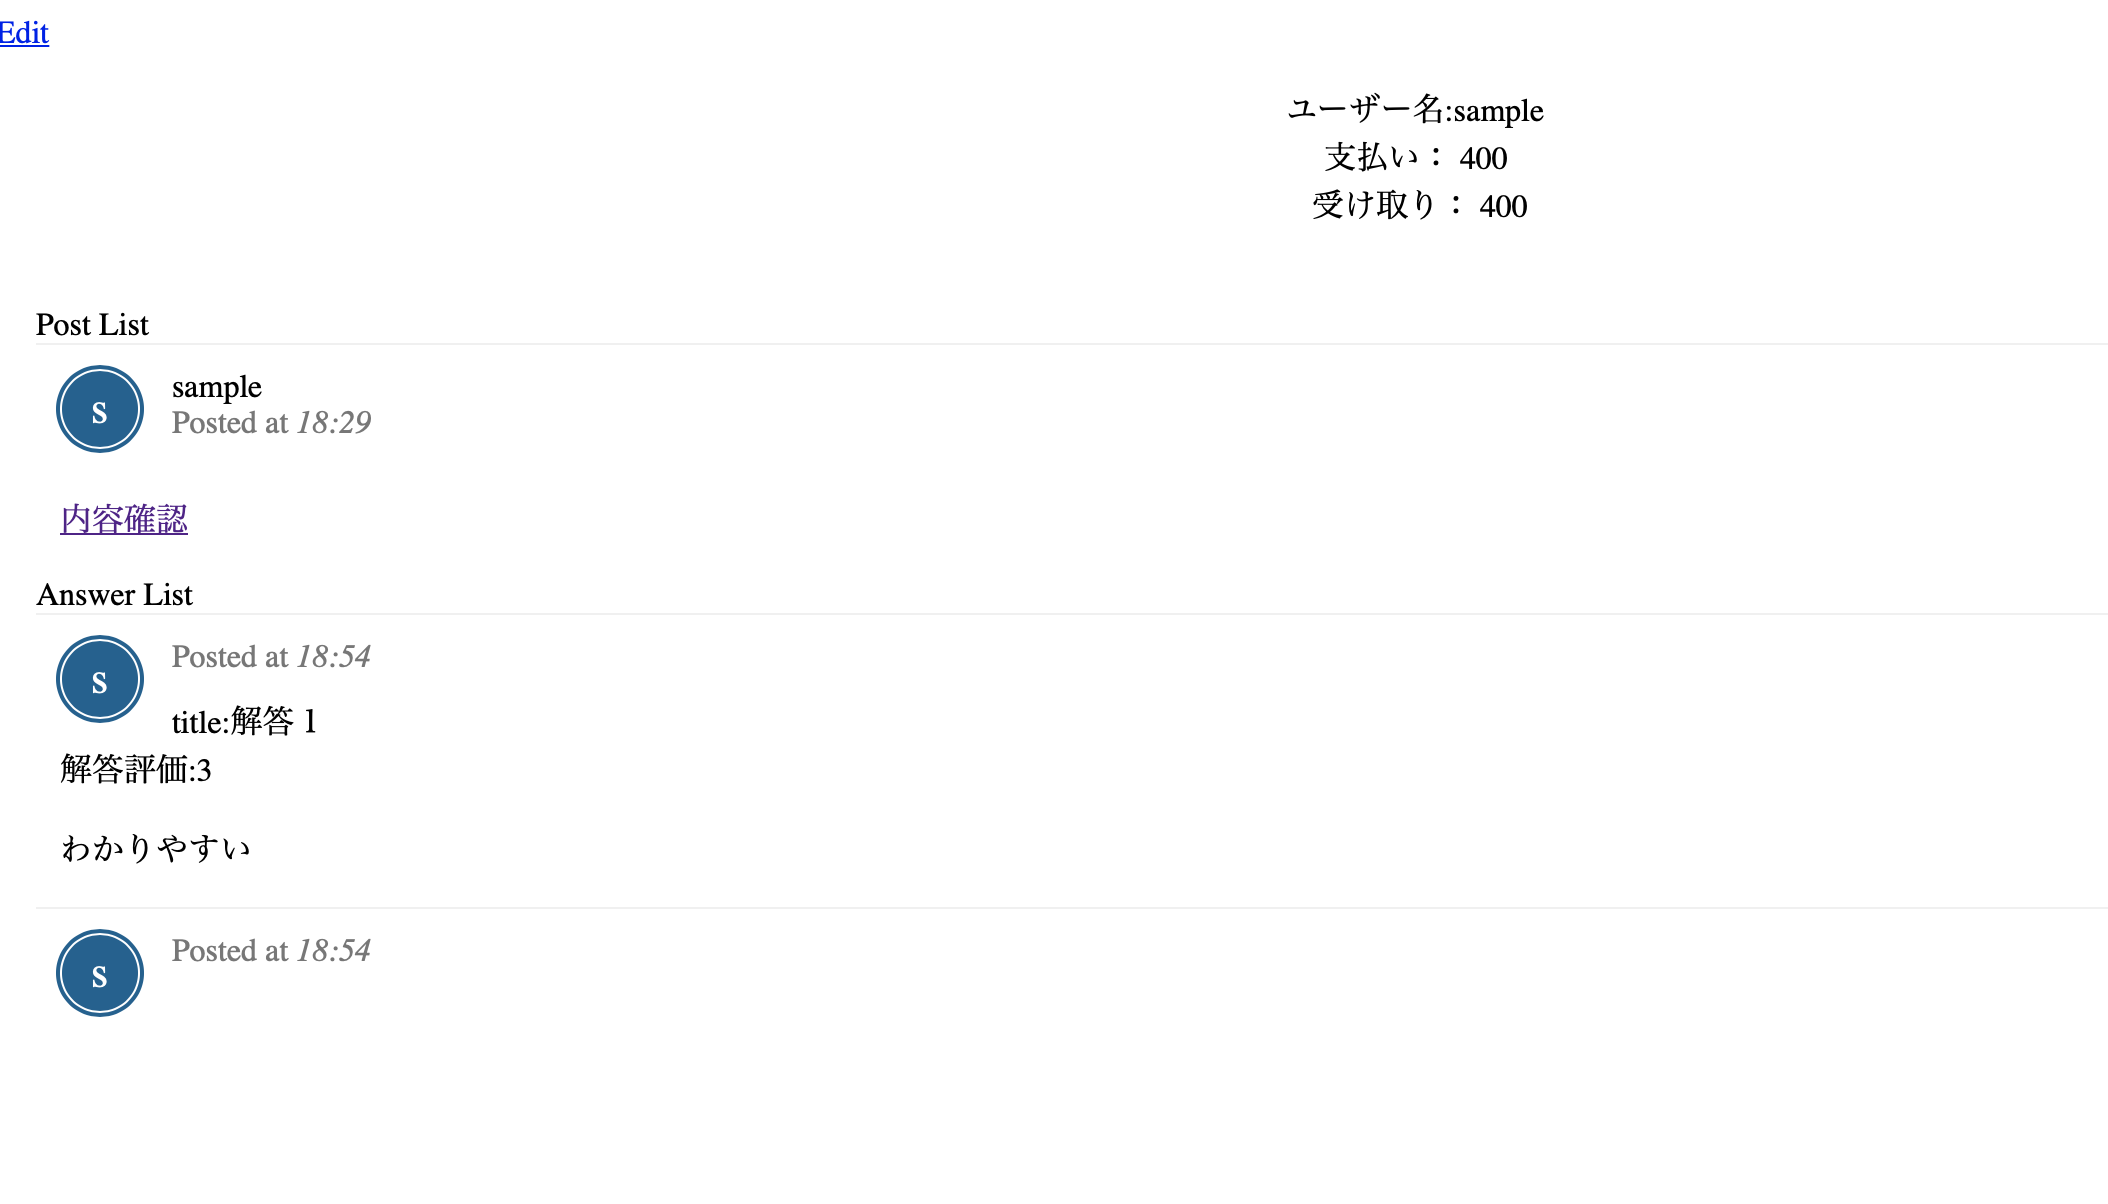 Edit
ユーザー名:sample
支払い： 400
受け取り： 400
Post List
s
sample
Posted at 18:29
内容確認
Answer List
s
Posted at 18:54
title:解答１
解答評価:3
わかりやすい
s
Posted at 18:54